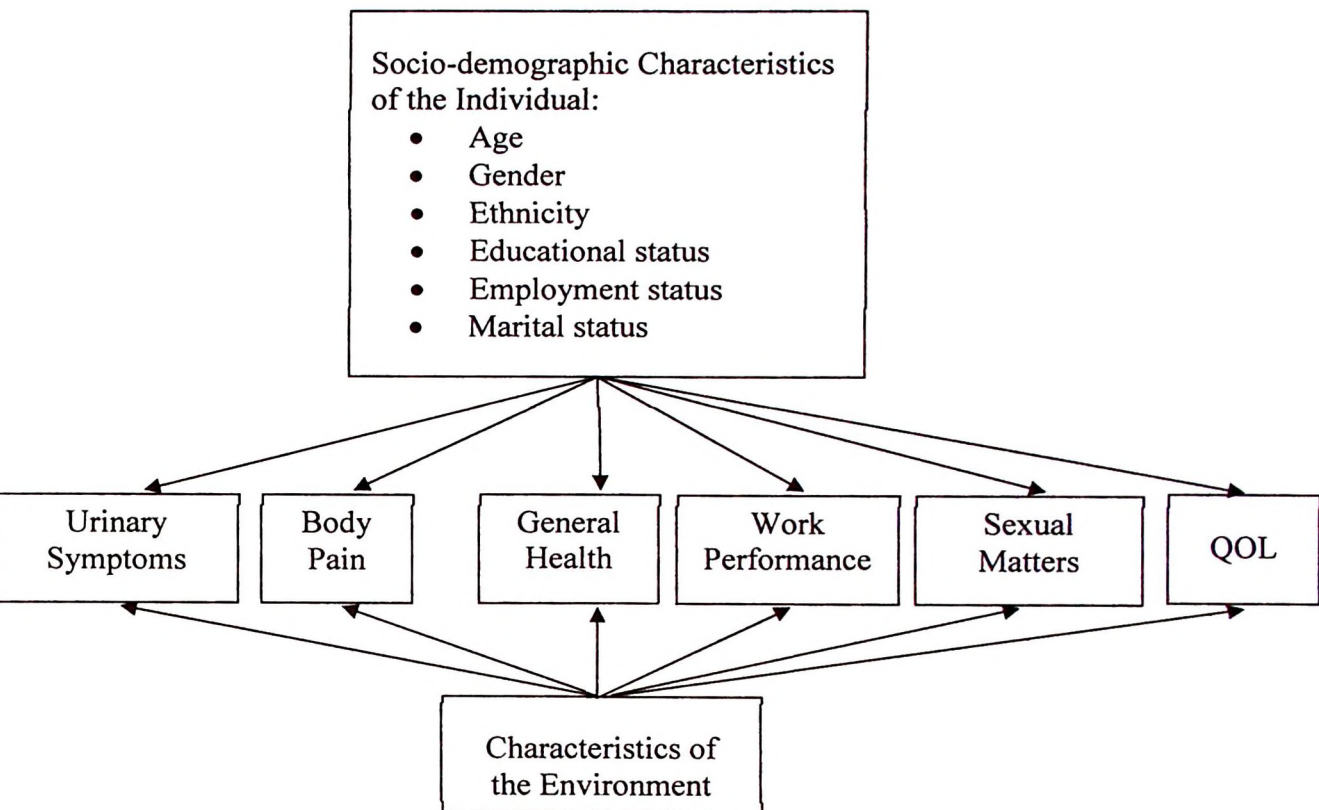 Socio-demographic Characteristics
of the Individual:
• Age
• Gender
• Ethnicity
• Educational status
• Employment status
• Marital status
Urinary
Symptoms
Body
Pain
General
Health
Work
Performance
Sexual
Matters
QOL
Characteristics of
the Environment